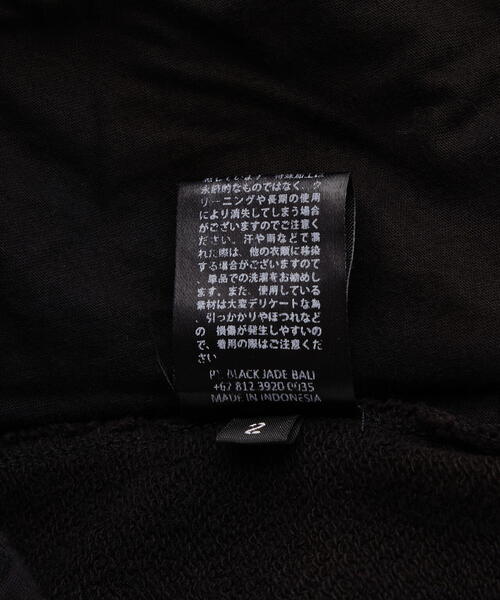 永続的なものではなく、ク
リーニングや長期の使用
により消失してしまう場合
がございますのでご注意く
ださい。汗や雨などで濡
れた際は、他の衣類に移染
する場合がございますので
、単品での洗濯をお勧めし
ます。また、使用している
素材は大変デリケートな為
、引っかかりやほつれなど
の 損傷が発生しやすいの
で、着用の際はご注意くだ
さい
PT. BLACK JADE BALI
+62 812 3920 0035
MADE IN INDONESIA
2